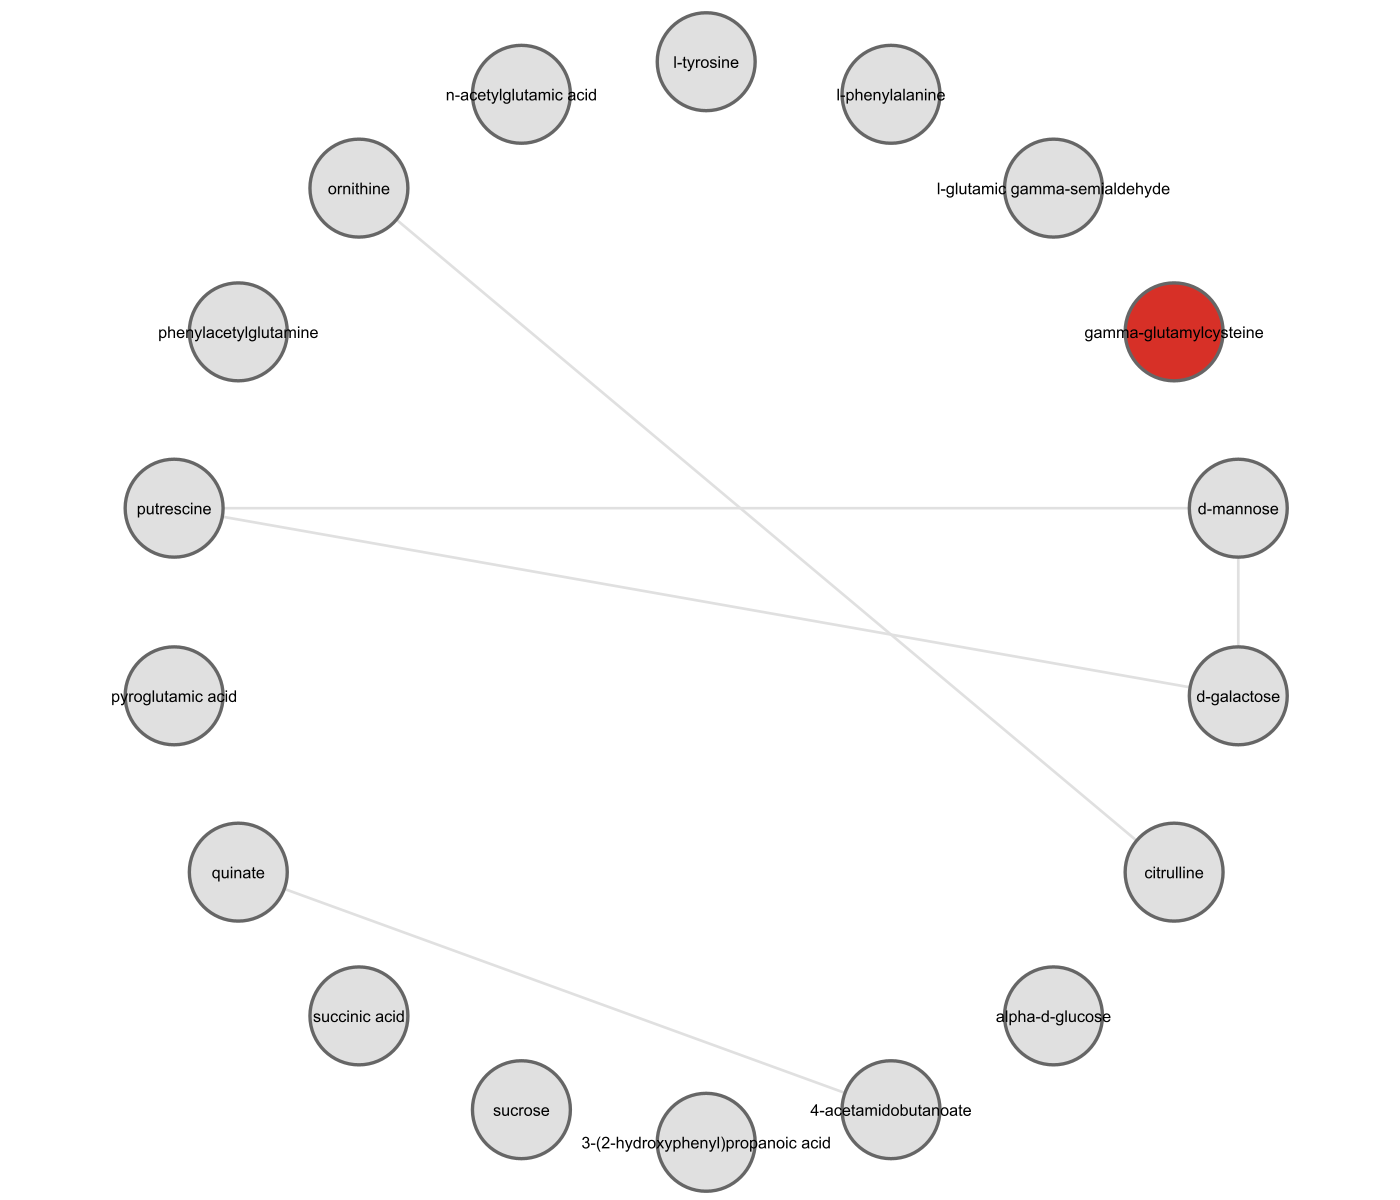 l-tyrosine
n-acetylglutamic acid
l-phenylalanine
ornithine
l-glutamic gamma-semialdehyde
phenylacetylglutamine
gamma-glutamylcysteine
putrescine
d-mannose
pyroglutamic acid
d-galactose
quinate
citrulline
succinic acid
alpha-d-glucose
sucrose
4-acetamidobutanoate
3-(2-hydroxyphenyl)propanoic acid